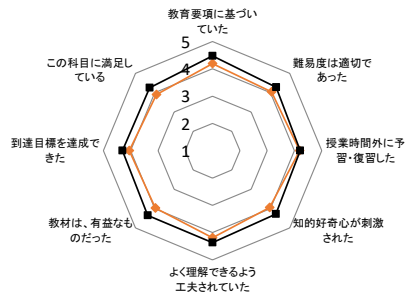 教育要項に基づい
ていた
難易度は適切で
あった
授業時間外に予
習・復習した
知的好奇心が刺激
された
よく理解できるよう
工夫されていた
教材は、有益なも
のだった
到達目標を達成で
きた
この科目に満足し
ている
5
4
3
2
1